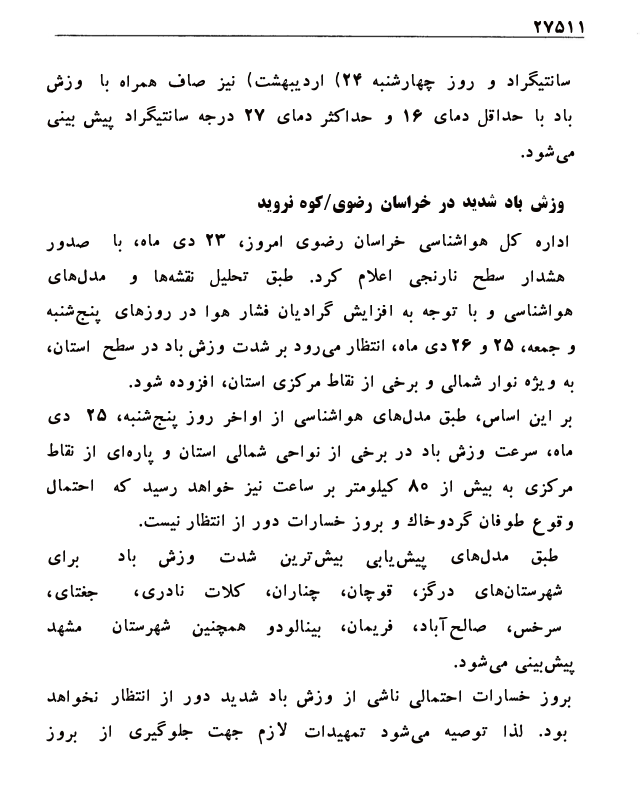 ۲۷۵۱۱
سانتیگراد و روز چهارشنبه ۲۴) اردیبهشت) نیز صاف همراه با وزش
باد با حداقل دمای ۱۶ و حداکثر دمای ۲۷ درجه سانتیگراد پیش بینی
می‌شود.
وزش باد شدید در خراسان رضوی/کوه نروید
اداره کل هواشناسی خراسان رضوی امروز، ۲۳ دی ماه، با صدور
هشدار سطح نارنجی اعلام کرد. طبق تحلیل نقشه‌ها و مدل‌های
هواشناسی و با توجه به افزایش گرادیان فشار هوا در روزهای پنج‌شنبه
و جمعه، ۲۵ و ۲۶ دی ماه، انتظار می‌رود بر شدت وزش باد در سطح استان،
به ویژه نوار شمالی و برخی از نقاط مرکزی استان، افزوده شود.
بر این اساس، طبق مدل‌های هواشناسی از اواخر روز پنج‌شنبه، ۲۵ دی
ماه، سرعت وزش باد در برخی از نواحی شمالی استان و پاره‌ای از نقاط
مرکزی به بیش از ۸۰ کیلومتر بر ساعت نیز خواهد رسید که احتمال
وقوع طوفان گردوخاک و بروز خسارات دور از انتظار نیست.
طبق مدل‌های پیش‌یابی بیش‌ترین شدت وزش باد برای
شهرستان‌های درگز، قوچان، چناران، کلات نادری، جغتای،
سرخس، صالح‌آباد، فریمان، بینالودو همچنین شهرستان مشهد
پیش‌بینی می‌شود.
بروز خسارات احتمالی ناشی از وزش باد شدید دور از انتظار نخواهد
بود. لذا توصیه می‌شود تمهیدات لازم جهت جلوگیری از بروز